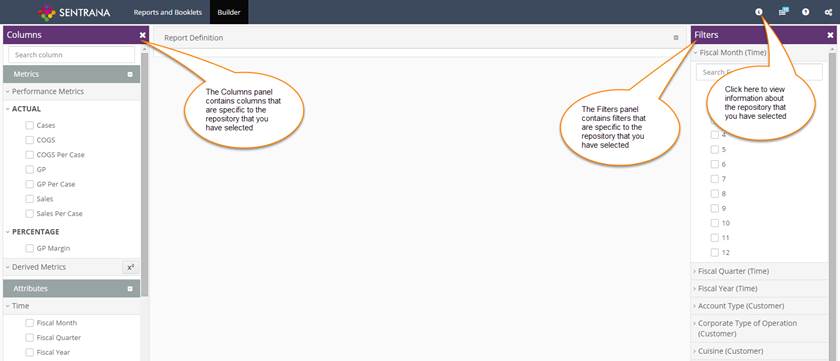 SENTRANA
Reports and Booklets
Builder
Columns
Search column
Metrics
Performance Metrics
ACTUAL
Cases
COGS
COGS Per Case
GP
GP Per Case
Sales
Sales Per Case
PERCENTAGE
GP Margin
Derived Metrics
x²
Attributes
Time
Fiscal Month
Fiscal Quarter
Fiscal Year
Report Definition
The Columns panel
contains columns that
are specific to the
repository that you
have selected
The Filters panel
contains filters that
are specific to the
repository that you
have selected
Click here to view
information about
the repository that
you have selected
Filters
Fiscal Month (Time)
Search
4
5
6
7
8
9
10
11
12
Fiscal Quarter (Time)
Fiscal Year (Time)
Account Type (Customer)
Corporate Type of Operation
(Customer)
Cuisine (Customer)